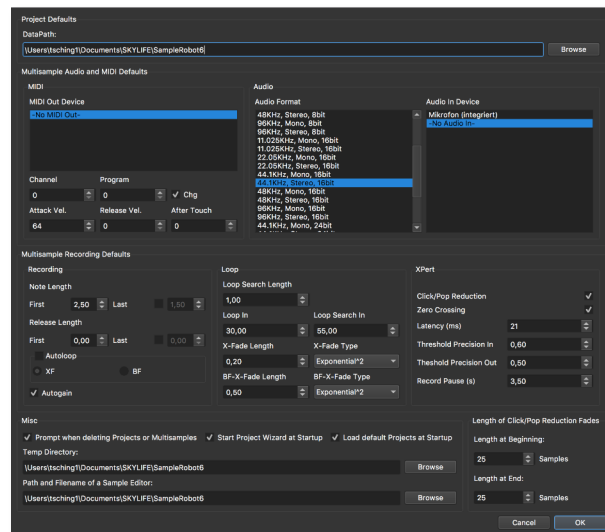 Project Defaults
DataPath:
\Users\tsching1\Documents\SKYLIFE\SampleRobot6
Browse
Multisample Audio and MIDI Defaults
MIDI
MIDI Out Device
-No MIDI Out-
Channel Program
0 0 Chg
Attack Vel. Release Vel. After Touch
64 0 0
Audio
Audio Format
48KHz, Stereo, 8bit
96KHz, Mono, 8bit
96KHz, Stereo, 8bit
11.025KHz, Mono, 16bit
11.025KHz, Stereo, 16bit
22.05KHz, Mono, 16bit
22.05KHz, Stereo, 16bit
44.1KHz, Mono, 16bit
44.1KHz, Stereo, 16bit
48KHz, Mono, 16bit
48KHz, Stereo, 16bit
96KHz, Mono, 16bit
96KHz, Stereo, 16bit
44.1KHz, Mono, 24bit
Audio In Device
Mikrofon (integriert)
-No Audio In-
Multisample Recording Defaults
Recording
Note Length
First 2,50 Last 1,50
Release Length
First 0,00 Last 0,00
Autoloop
XF BF
Autogain
Loop
Loop Search Length
1,00
Loop In Loop Search In
30,00 55,00
X-Fade Length X-Fade Type
0,20 Exponential^2
BF-X-Fade Length BF-X-Fade Type
0,50 Exponential^2
XPert
Click/Pop Reduction
Zero Crossing
Latency (ms) 21
Threshold Precision In 0,60
Theshold Precision Out 0,50
Record Pause (s) 3,50
Misc
Prompt when deleting Projects or Multisamples Start Project Wizard at Startup Load default Projects at Startup
Temp Directory:
\Users\tsching1\Documents\SKYLIFE\SampleRobot6 Browse
Path and Filename of a Sample Editor:
\Users\tsching1\Documents\SKYLIFE\SampleRobot6 Browse
Length of Click/Pop Reduction Fades
Length at Beginning:
25 Samples
Length at End:
25 Samples
Cancel OK